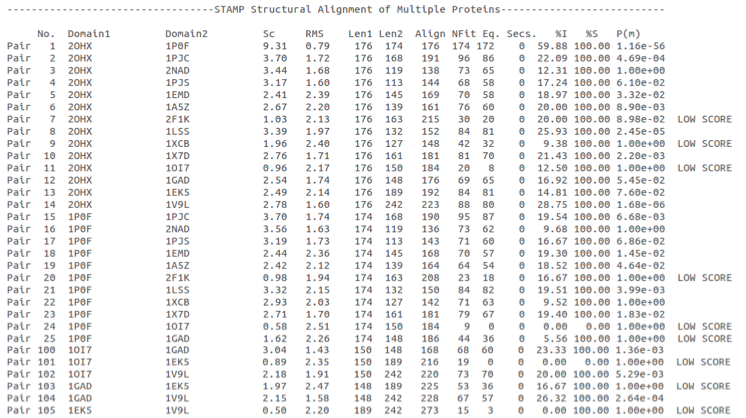 ---------------------------------STAMP Structural Alignment of Multiple Proteins--------------------------
No. Domain1 Domain2 Sc RMS Len1 Len2 Align NFit Eq. Secs. %I %S P(m)
Pair 1 2OHX 1P0F 9.31 0.79 176 174 176 174 172 0 59.88 100.00 1.16e-56
Pair 2 2OHX 1PJC 3.70 1.72 176 168 191 96 86 0 22.09 100.00 4.69e-04
Pair 3 2OHX 2NAD 3.44 1.68 176 119 138 73 65 0 12.31 100.00 1.00e+00
Pair 4 2OHX 1PJS 3.17 1.60 176 113 144 68 58 0 17.24 100.00 6.10e-02
Pair 5 2OHX 1EMD 2.41 2.39 176 145 169 70 58 0 18.97 100.00 3.32e-02
Pair 6 2OHX 1A5Z 2.67 2.20 176 139 161 76 60 0 20.00 100.00 8.90e-03
Pair 7 2OHX 2F1K 1.03 2.13 176 163 215 30 20 0 20.00 100.00 8.98e-02 LOW SCORE
Pair 8 2OHX 1LSS 3.39 1.97 176 132 152 84 81 0 25.93 100.00 2.45e-05
Pair 9 2OHX 1XCB 1.96 2.40 176 127 148 42 32 0 9.38 100.00 1.00e+00 LOW SCORE
Pair 10 2OHX 1X7D 2.76 1.71 176 161 181 81 70 0 21.43 100.00 2.20e-03
Pair 11 2OHX 1OI7 0.96 2.17 176 150 184 20 8 0 12.50 100.00 1.00e+00 LOW SCORE
Pair 12 2OHX 1GAD 2.54 1.74 176 148 176 69 65 0 16.92 100.00 5.45e-02
Pair 13 2OHX 1EK5 2.49 2.14 176 189 192 84 81 0 14.81 100.00 7.60e-02
Pair 14 2OHX 1V9L 2.78 1.60 176 242 223 88 80 0 28.75 100.00 1.68e-06
Pair 15 1P0F 1PJC 3.70 1.74 174 168 190 95 87 0 19.54 100.00 6.68e-03
Pair 16 1P0F 2NAD 3.56 1.63 174 119 136 73 62 0 9.68 100.00 1.00e+00
Pair 17 1P0F 1PJS 3.19 1.73 174 113 143 71 60 0 16.67 100.00 6.86e-02
Pair 18 1P0F 1EMD 2.44 2.36 174 145 168 70 57 0 19.30 100.00 1.45e-02
Pair 19 1P0F 1A5Z 2.42 2.12 174 139 164 64 54 0 18.52 100.00 4.64e-02
Pair 20 1P0F 2F1K 0.98 1.94 174 163 208 23 18 0 16.67 100.00 1.00e+00 LOW SCORE
Pair 21 1P0F 1LSS 3.32 2.15 174 132 150 84 82 0 19.51 100.00 3.99e-03
Pair 22 1P0F 1XCB 2.93 2.03 174 127 142 71 63 0 9.52 100.00 1.00e+00
Pair 23 1P0F 1X7D 2.71 1.70 174 161 181 79 67 0 19.40 100.00 1.83e-02
Pair 24 1P0F 1OI7 0.58 2.51 174 150 184 9 0 0 0.00 0.00 1.00e+00 LOW SCORE
Pair 25 1P0F 1GAD 1.62 2.26 174 148 186 44 36 0 5.56 100.00 1.00e+00 LOW SCORE
Pair 100 1OI7 1GAD 3.04 1.43 150 148 168 68 60 0 23.33 100.00 1.36e-03
Pair 101 1OI7 1EK5 0.89 2.35 150 189 216 19 0 0 0.00 0.00 1.00e+00 LOW SCORE
Pair 102 1OI7 1V9L 2.18 1.91 150 242 220 73 70 0 20.00 100.00 5.29e-03
Pair 103 1GAD 1EK5 1.97 2.47 148 189 225 53 36 0 16.67 100.00 1.00e+00 LOW SCORE
Pair 104 1GAD 1V9L 2.15 1.58 148 242 228 67 57 0 26.32 100.00 2.64e-04
Pair 105 1EK5 1V9L 0.50 2.20 189 242 273 15 3 0 0.00 100.00 1.00e+00 LOW SCORE